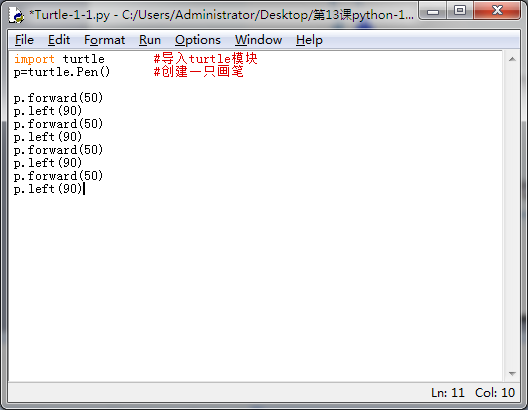 *Turtle-1-1.py - C:/Users/Administrator/Desktop/第13课python-1...
File Edit Format Run Options Window Help
import turtle #导入turtle模块
p=turtle.Pen() #创建一只画笔
p.forward(50)
p.left(90)
p.forward(50)
p.left(90)
p.forward(50)
p.left(90)
p.forward(50)
p.left(90)
Ln: 11 Col: 10